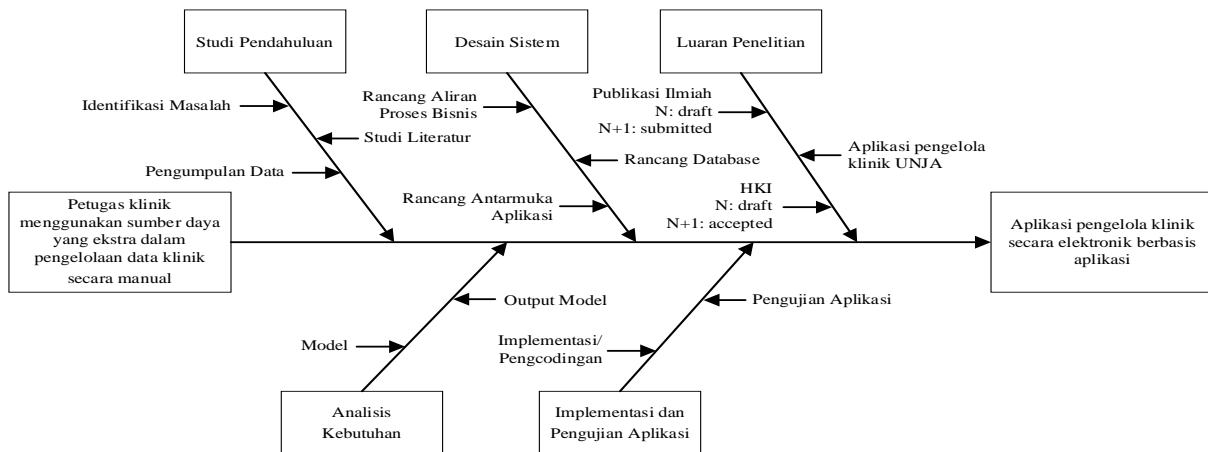 Studi Pendahuluan
Desain Sistem
Luaran Penelitian
Identifikasi Masalah
Studi Literatur
Pengumpulan Data
Rancang Aliran
Proses Bisnis
Rancang Database
Rancang Antarmuka
Aplikasi
Publikasi Ilmiah
N: draft
N+1: submitted
Aplikasi pengelola
klinik UNJA
HKI
N: draft
N+1: accepted
Petugas klinik
menggunakan sumber daya
yang ekstra dalam
pengelolaan data klinik
secara manual
Aplikasi pengelola klinik
secara elektronik berbasis
aplikasi
Output Model
Model
Pengujian Aplikasi
Implementasi/
Pengcodingan
Analisis
Kebutuhan
Implementasi dan
Pengujian Aplikasi